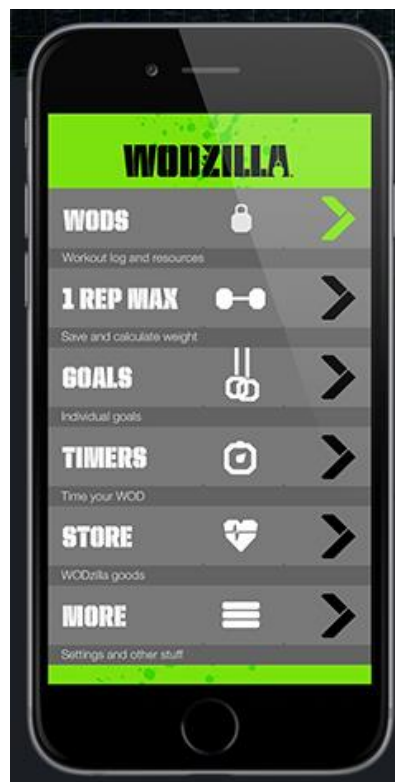 WODZILLA
WODS
Workout log and resources
1 REP MAX
Save and calculate weight
GOALS
Individual goals
TIMERS
Time your WOD
STORE
WODzilla goods
MORE
Settings and other stuff